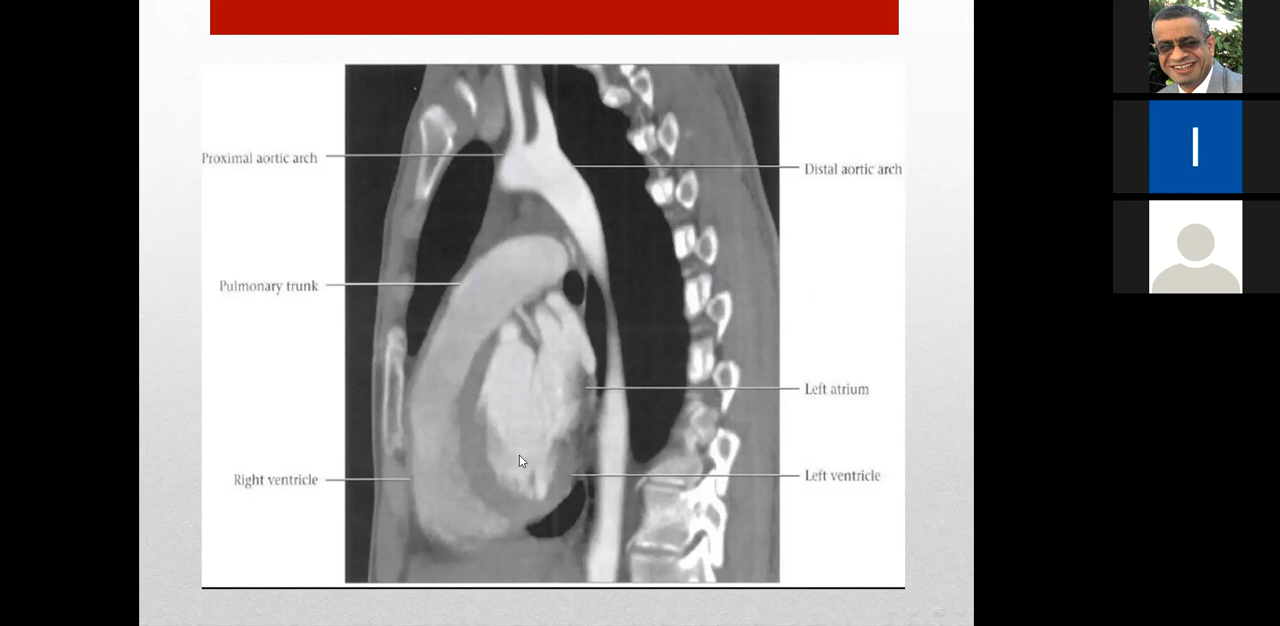 Proximal aortic arch
Distal aortic arch
Pulmonary trunk
Left atrium
Right ventricle
Left ventricle
I